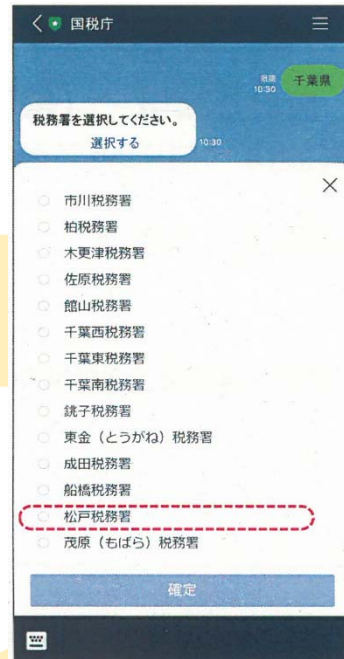 国税庁
千葉県
既読
10:30
税務署を選択してください。
選択する
10:30
市川税務署
柏税務署
木更津税務署
佐原税務署
館山税務署
千葉西税務署
千葉東税務署
千葉南税務署
銚子税務署
東金（とうがね）税務署
成田税務署
船橋税務署
松戸税務署
茂原（もばら）税務署
確定